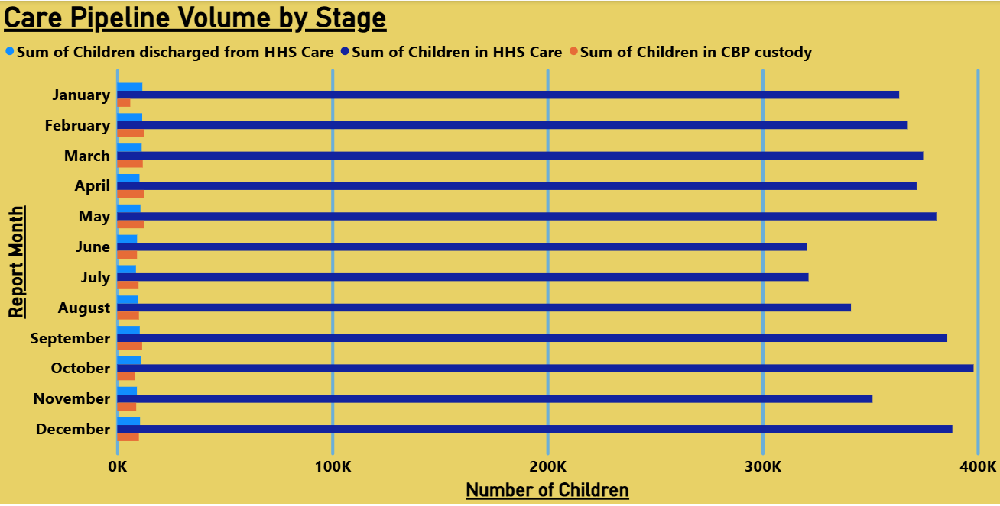 Care Pipeline Volume by Stage
Sum of Children discharged from HHS Care Sum of Children in HHS Care Sum of Children in CBP custody
Report Month
January
February
March
April
May
June
July
August
September
October
November
December
0K 100K 200K 300K 400K
Number of Children